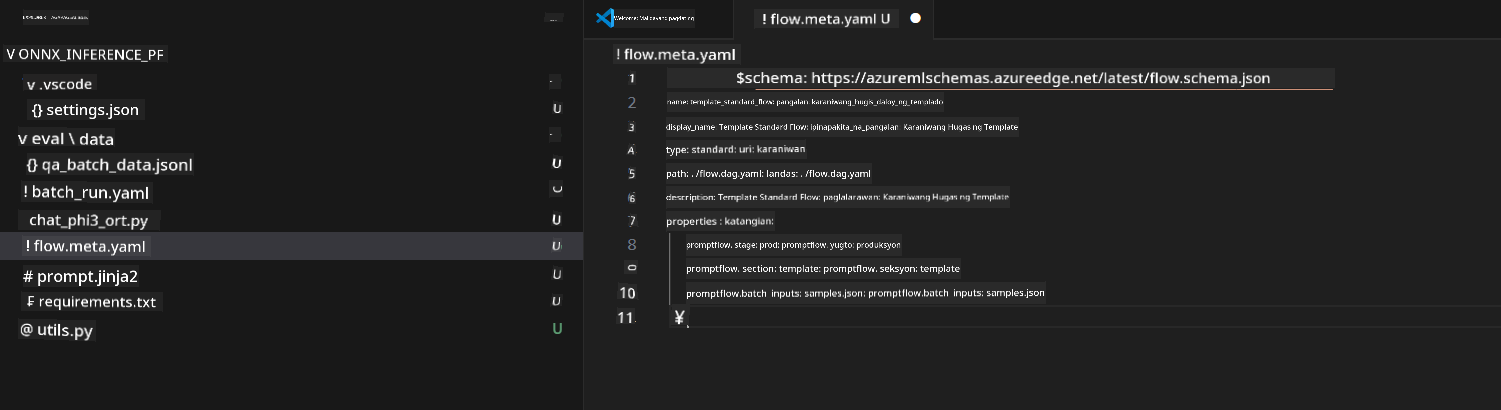 Welcome: Maligayang pagdating
! flow.meta.yaml U
V ONNX_INFERENCE_PF
v .vscode
{} settings.json U
v eval \ data
{} qa_batch_data.jsonl U
! batch_run.yaml
chat_phi3_ort.py U
! flow.meta.yaml U
# prompt.jinja2 U
requirements.txt U
@ utils.py U
! flow.meta.yaml
1 $schema: https://azuremlschemas.azureedge.net/latest/flow.schema.json
2 name: template_standard_flow: pangalan: karaniwang_hugis_daloy_ng_templado
3 display_name: Template Standard Flow: ipinapakita_na_pangalan: Karaniwang Hugas ng Template
A type: standard: uri: karaniwan
5 path: . /flow.dag.yaml: landas: . /flow.dag.yaml
6 description: Template Standard Flow: paglalarawan: Karaniwang Hugas ng Template
7 properties : katangian:
8 promptflow. stage: prod: promptflow. yugto: produksyon
promptflow. section: template: promptflow. seksyon: template
10 promptflow.batch inputs: samples.json: promptflow.batch inputs: samples.json
11. ¥